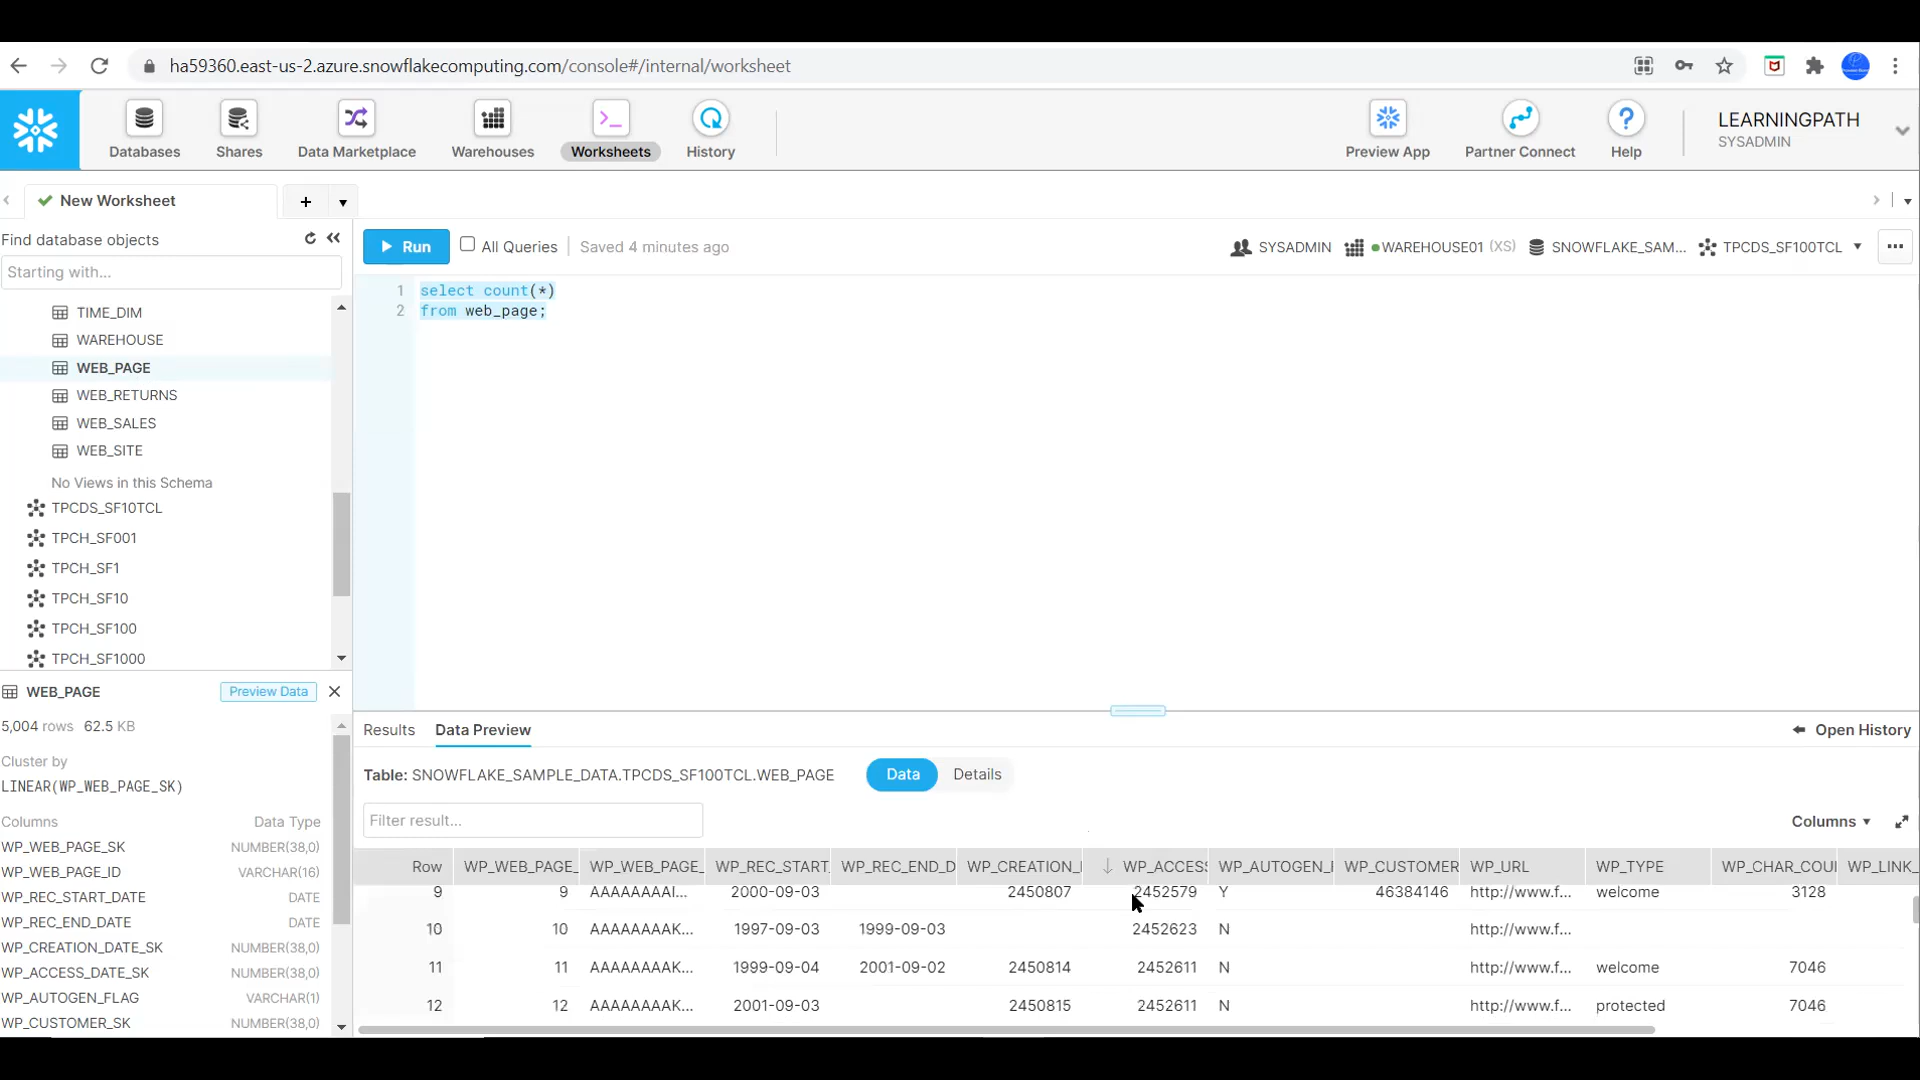 ha59360.east-us-2.azure.snowflakecomputing.com/console#/internal/worksheet
Databases
Shares
Data Marketplace
Warehouses
Worksheets
History
Preview App
Partner Connect
Help
LEARNINGPATH
SYSADMIN
New Worksheet
Find database objects
Starting with...
Run
All Queries
Saved 4 minutes ago
SYSADMIN
WAREHOUSE01 (XS)
SNOWFLAKE_SAM...
TPCDS_SF100TCL
1 select count(*)
2 from web_page;
TIME_DIM
WAREHOUSE
WEB_PAGE
WEB_RETURNS
WEB_SALES
WEB_SITE
No Views in this Schema
TPCDS_SF10TCL
TPCH_SF001
TPCH_SF1
TPCH_SF10
TPCH_SF100
TPCH_SF1000
WEB_PAGE Preview Data
5,004 rows 62.5 KB
Cluster by
LINEAR(WP_WEB_PAGE_SK)
Columns Data Type
WP_WEB_PAGE_SK NUMBER(38,0)
WP_WEB_PAGE_ID VARCHAR(16)
WP_REC_START_DATE DATE
WP_REC_END_DATE DATE
WP_CREATION_DATE_SK NUMBER(38,0)
WP_ACCESS_DATE_SK NUMBER(38,0)
WP_AUTOGEN_FLAG VARCHAR(1)
WP_CUSTOMER_SK NUMBER(38,0)
Results Data Preview Open History
Table: SNOWFLAKE_SAMPLE_DATA.TPCDS_SF100TCL.WEB_PAGE Data Details
Filter result... Columns
Row WP_WEB_PAGE_ WP_WEB_PAGE_ WP_REC_START_ WP_REC_END_D WP_CREATION_ WP_ACCESS WP_AUTOGEN_F WP_CUSTOMER WP_URL WP_TYPE WP_CHAR_COU WP_LINK_
9 9 AAAAAAAAI... 2000-09-03 2450807 2452579 Y 46384146 http://www.f... welcome 3128
10 10 AAAAAAAAK... 1997-09-03 1999-09-03 2452623 N http://www.f...
11 11 AAAAAAAAK... 1999-09-04 2001-09-02 2450814 2452611 N http://www.f... welcome 7046
12 12 AAAAAAAAK... 2001-09-03 2450815 2452611 N http://www.f... protected 7046